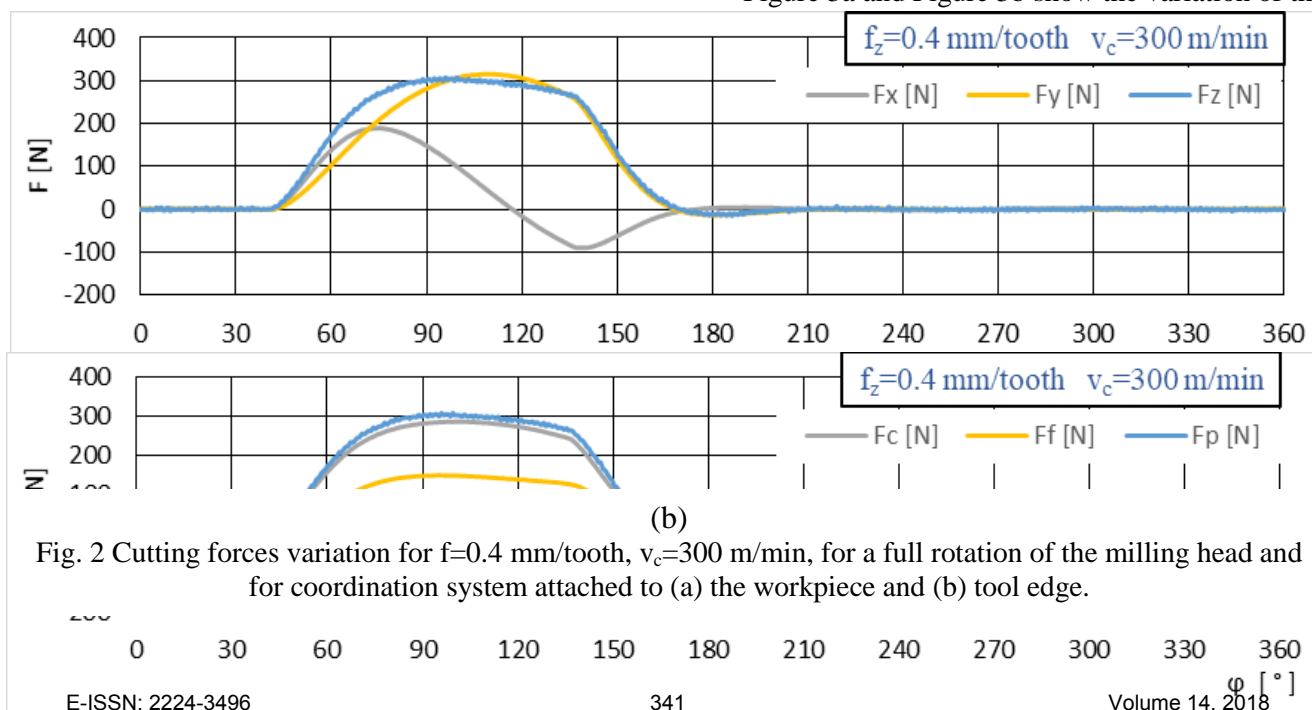 Figure 3a and Figure 3b show the variation of th
f_z=0.4 mm/tooth v_c=300 m/min
Fx [N] Fy [N] Fz [N]
400
300
200
100
0
-100
-200
F [N]
0 30 60 90 120 150 180 210 240 270 300 330 360
f_z=0.4 mm/tooth v_c=300 m/min
Fc [N] Ff [N] Fp [N]
400
300
200
N]
(b)
Fig. 2 Cutting forces variation for f=0.4 mm/tooth, v_c=300 m/min, for a full rotation of the milling head and
for coordination system attached to (a) the workpiece and (b) tool edge.
0 30 60 90 120 150 180 210 240 270 300 330 360
φ [°]
E-ISSN: 2224-3496 341 Volume 14, 2018